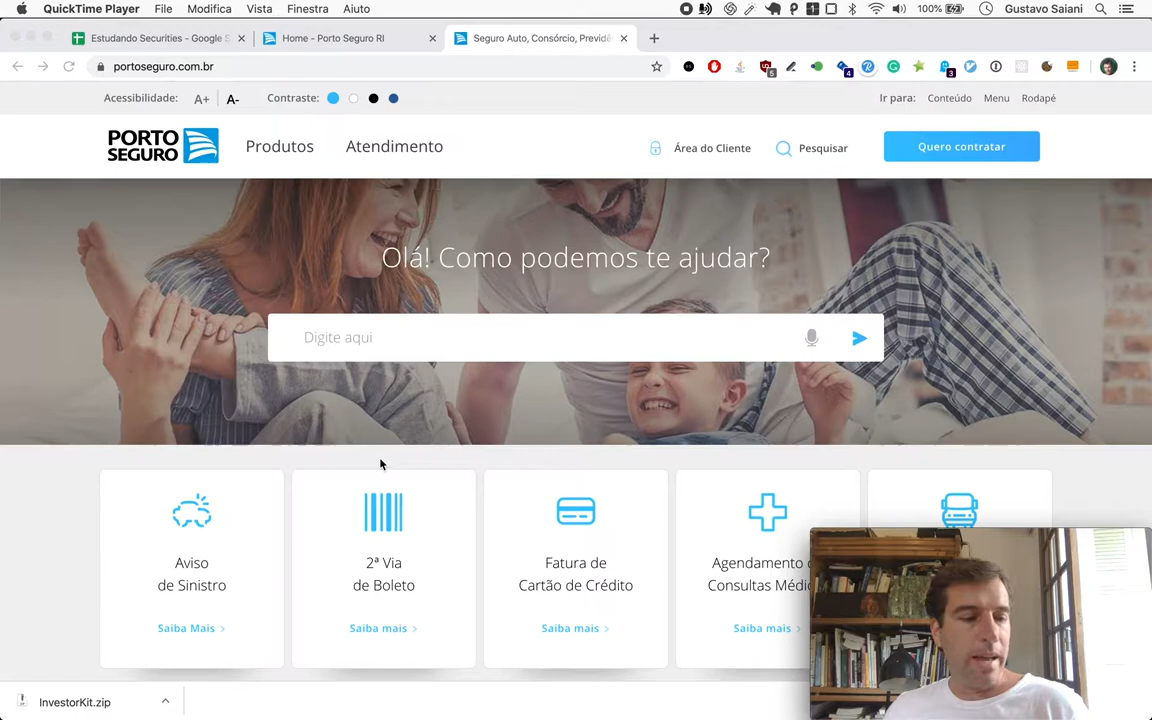 QuickTime Player File Modifica Vista Finestra Aiuto 100% Gustavo Saiani
Estudando Securities - Google S Home - Porto Seguro RI Seguro Auto, Consórcio, Previdê
portoseguro.com.br
Acessibilidade: A+ A- Contraste: Ir para: Conteúdo Menu Rodapé
PORTO
SEGURO
Produtos Atendimento Área do Cliente Pesquisar Quero contratar
Olá! Como podemos te ajudar?
Digite aqui
Aviso
de Sinistro
Saiba Mais >
2ª Via
de Boleto
Saiba mais >
Fatura de
Cartão de Crédito
Saiba mais >
Agendamento
Consultas Médi
Saiba mais >
InvestorKit.zip